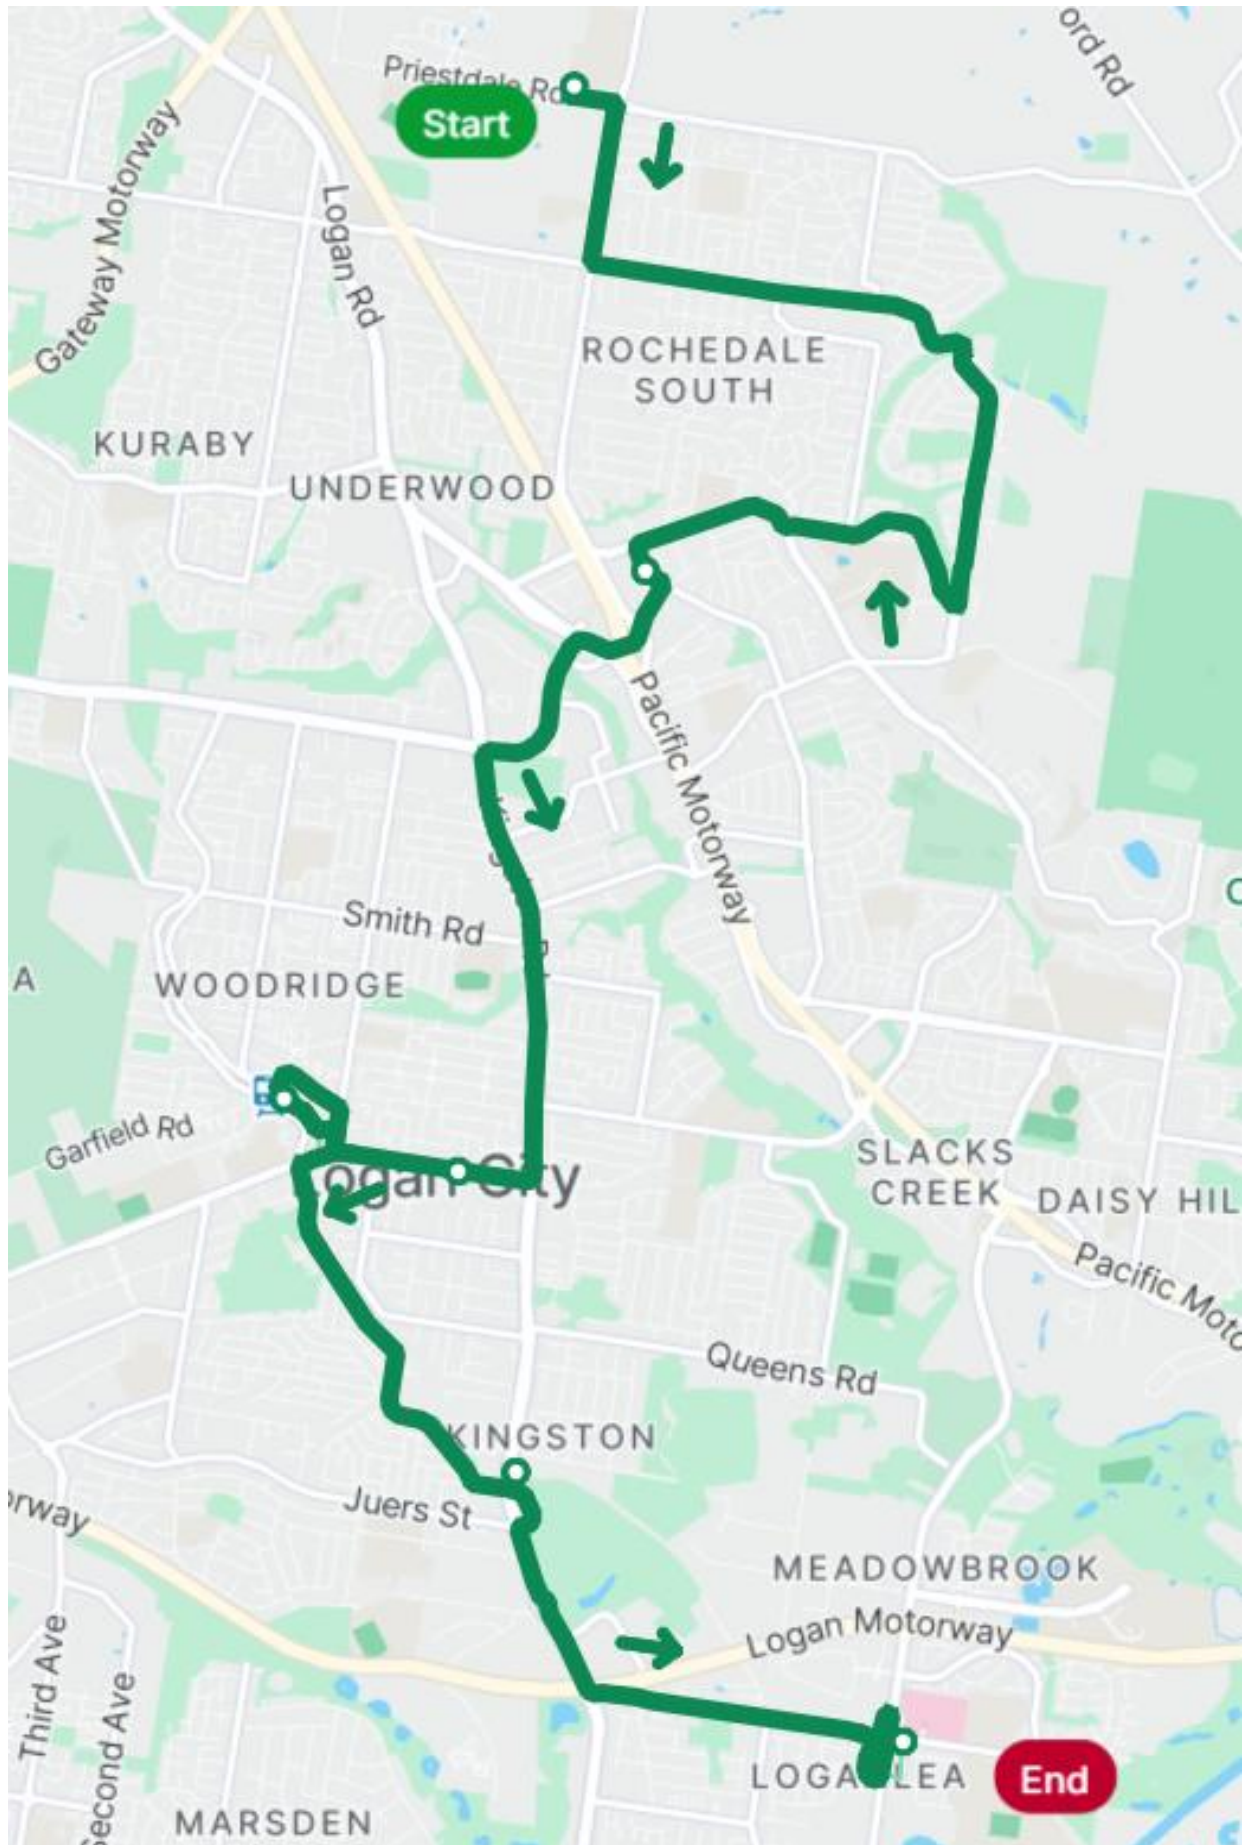 ord Rd
Priestdale Rd
Start
Gateway Motorway
Logan Rd
ROCHEDALE
SOUTH
KURABY
UNDERWOOD
Pacific Motorway
Smith Rd
A
WOODRIDGE
Garfield Rd
Logan City
SLACKS
CREEK
DAISY HIL
Pacific Moto
Queens Rd
KINGSTON
Juers St
orway
MEADOWBROOK
Logan Motorway
Third Ave
Second Ave
LOGANLEA
End
MARSDEN